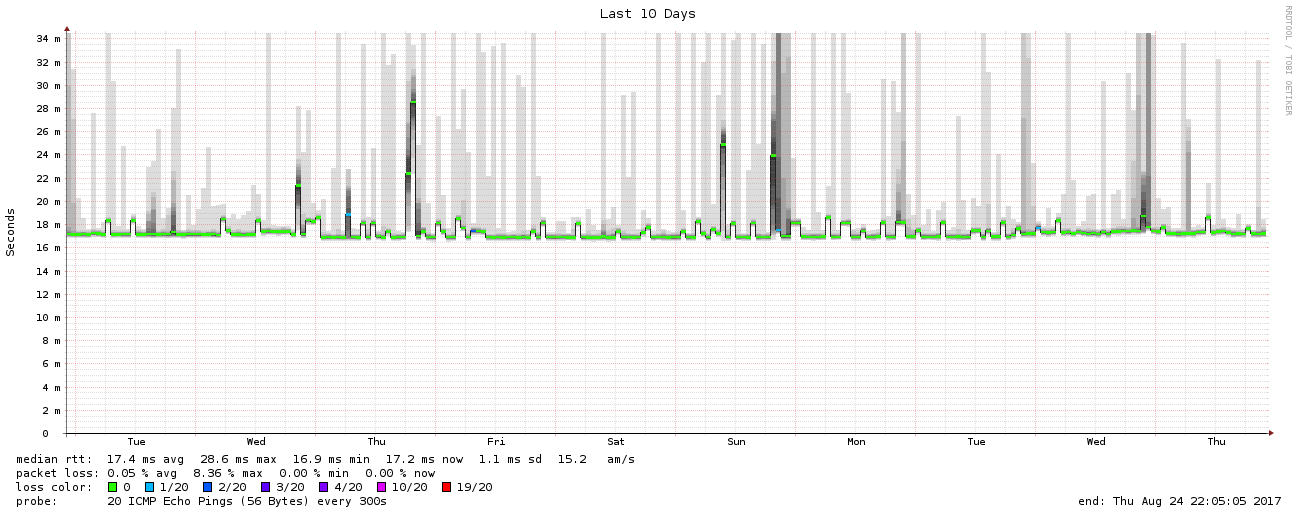 Last 10 Days
RRDTOOL / TOBI OETIKER
Seconds
34 m
32 m
30 m
28 m
26 m
24 m
22 m
20 m
18 m
16 m
14 m
12 m
10 m
8 m
6 m
4 m
2 m
0
Tue Wed Thu Fri Sat Sun Mon Tue Wed Thu
median rtt: 17.4 ms avg 28.6 ms max 16.9 ms min 17.2 ms now 1.1 ms sd 15.2 am/s
packet loss: 0.05 % avg 8.36 % max 0.00 % min 0.00 % now
loss color: 0 1/20 2/20 3/20 4/20 10/20 19/20
probe: 20 ICMP Echo Pings (56 Bytes) every 300s
end: Thu Aug 24 22:05:05 2017